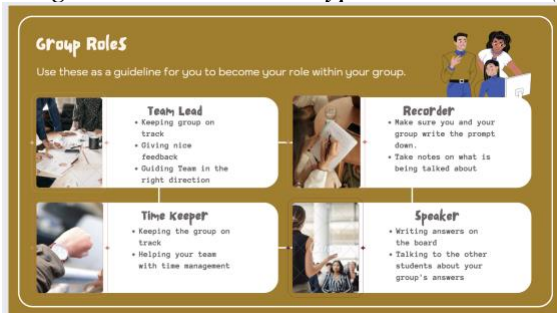 Group Roles
Use these as a guideline for you to become your role within your group.
Team Lead
• Keeping group on
track
• Giving nice
feedback
• Guiding Team in the
right direction
Recorder
• Make sure you and your
group write the prompt
down.
• Take notes on what is
being talked about
Time Keeper
• Keeping the group on
track
• Helping your team
with time management
Speaker
• Writing answers on
the board
• Talking to the other
students about your
group's answers